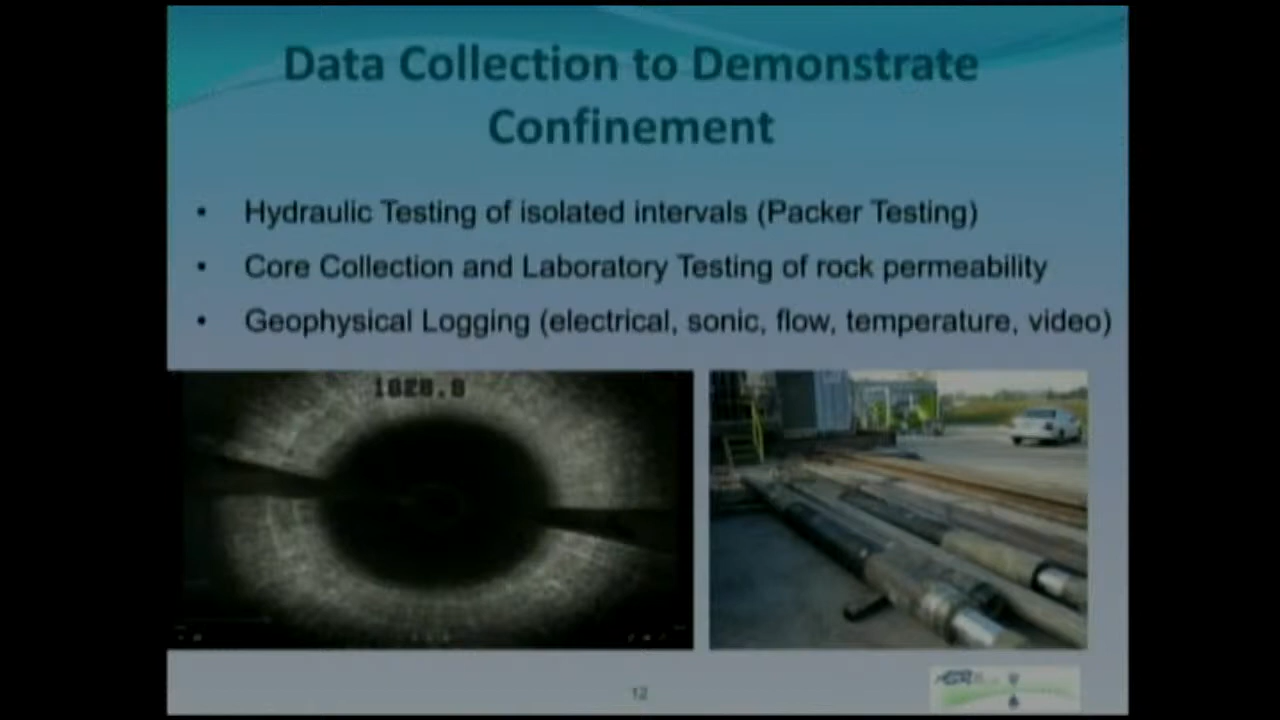 Data Collection to Demonstrate
Confinement
• Hydraulic Testing of isolated intervals (Packer Testing)
• Core Collection and Laboratory Testing of rock permeability
• Geophysical Logging (electrical, sonic, flow, temperature, video)
1028.8
12